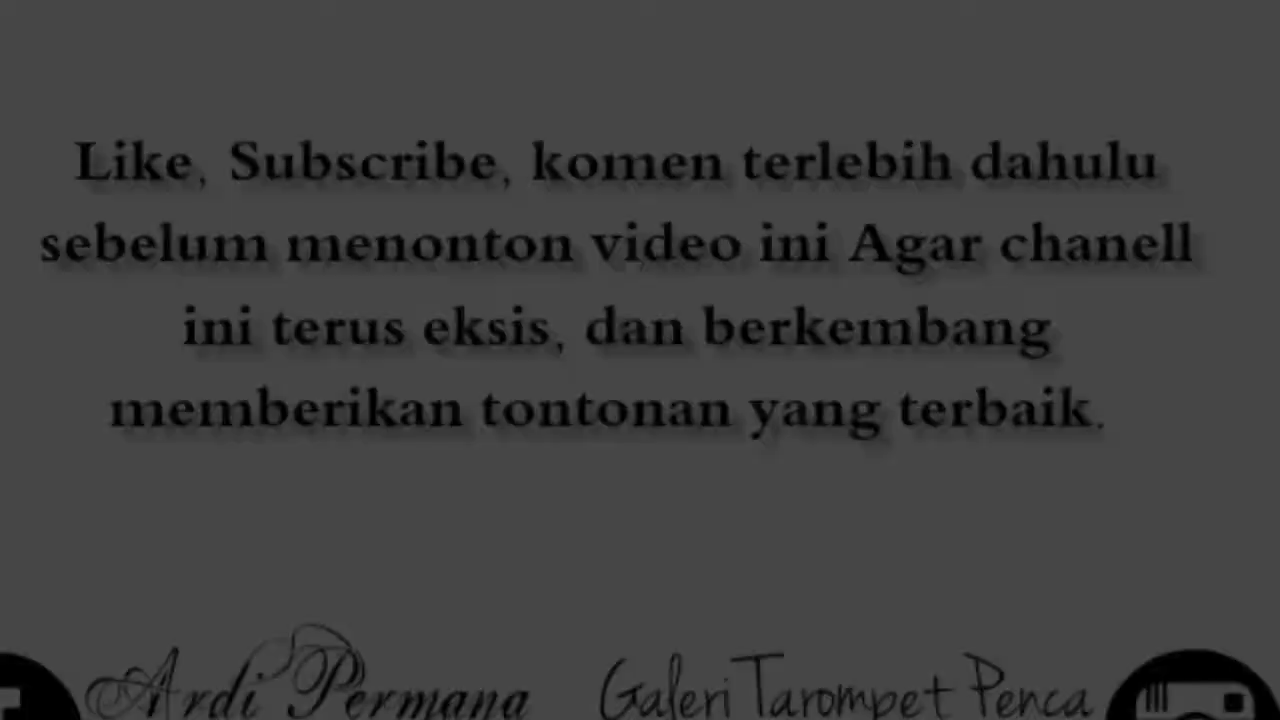 Like, Subscribe, komen terlebih dahulu
sebelum menonton video ini Agar chanell
ini terus eksis, dan berkembang
memberikan tontonan yang terbaik.
Ardi Permana
Galeri Tarompet Penca